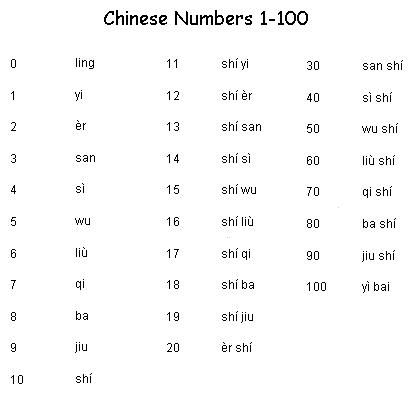 Chinese Numbers 1-100
0 ling
1 yi
2 èr
3 san
4 sì
5 wu
6 liù
7 qi
8 ba
9 jiu
10 shí
11 shí yi
12 shí èr
13 shí san
14 shí sì
15 shí wu
16 shí liù
17 shí qi
18 shí ba
19 shí jiu
20 èr shí
30 san shí
40 sì shí
50 wu shí
60 liù shí
70 qi shí
80 ba shí
90 jiu shí
100 yì bai